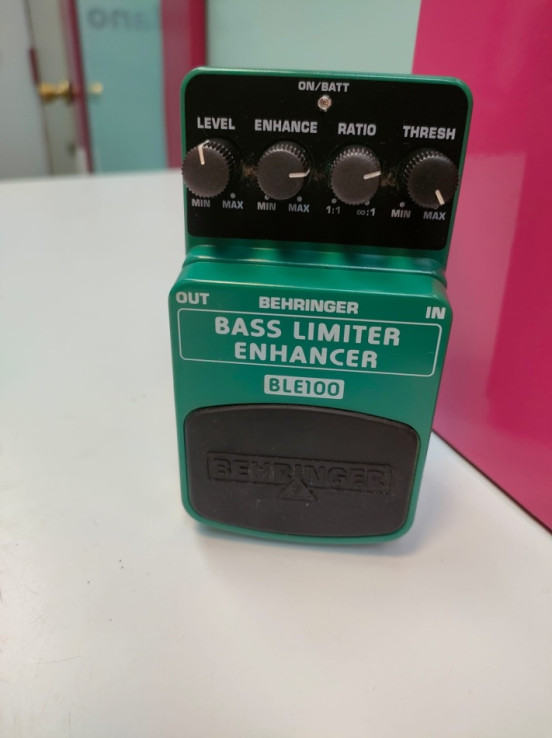 ON/BATT
LEVEL ENHANCE RATIO THRESH
MIN MAX MIN MAX 1:1 ∞:1 MIN MAX
OUT BEHRINGER IN
BASS LIMITER
ENHANCER
BLE100
BEHRINGER